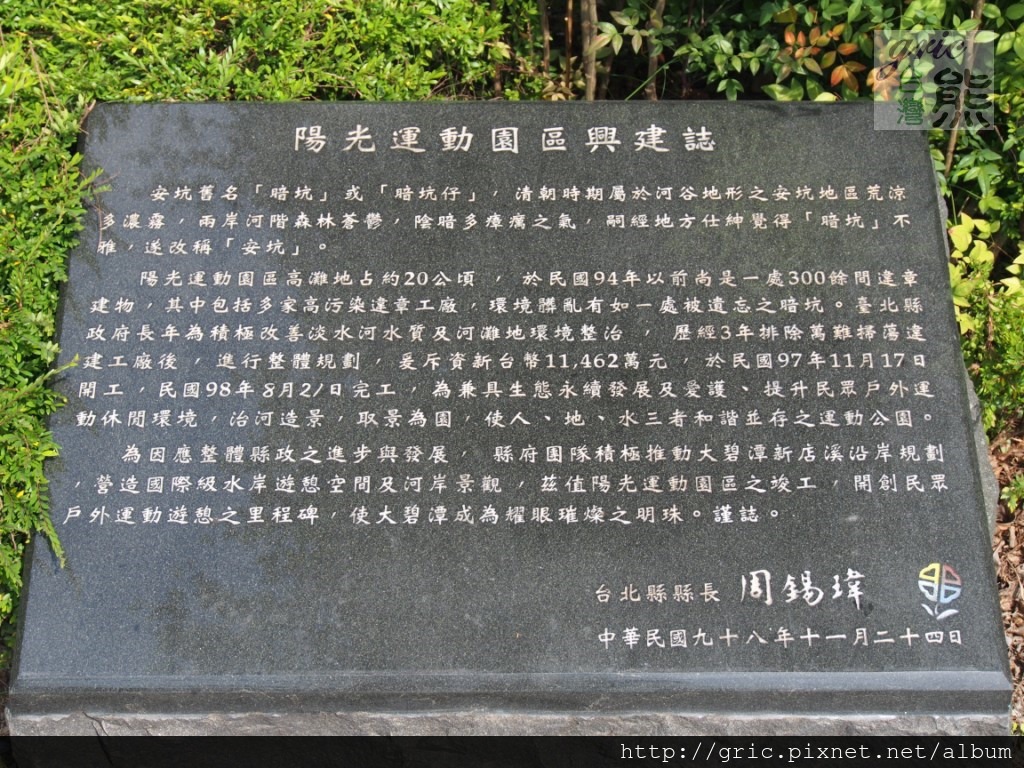 陽光運動園區興建誌
安坑舊名「暗坑」或「暗坑仔」，清朝時期屬於河谷地形之安坑地區荒涼
多濃霧，兩岸河階森林蒼鬱，陰暗多瘴癘之氣，嗣經地方仕紳覺得「暗坑」不
雅，遂改稱「安坑」。
陽光運動園區高灘地占約20公頃，於民國94年以前尚是一處300餘間違章
建物，其中包括多家高污染違章工廠，環境髒亂有如一處被遺忘之暗坑。臺北縣
政府長年為積極改善淡水河水質及河灘地環境整治，歷經3年排除萬難掃蕩違
建工廠後，進行整體規劃，爰斥資新台幣11,462萬元，於民國97年11月17日
開工，民國98年8月2/日完工，為兼具生態永續發展及爱護、提升民眾戶外運
動休閒環境，治河造景，取景為園，使人、地、水三者和諧並存之運動公園。
為因應整體縣政之進步與發展，縣府團隊積極推動大碧潭新店溪沿岸規劃
，營造國際級水岸遊憩空間及河岸景觀，茲值陽光運動園區之竣工，開創民眾
戶外運動遊憩之里程碑，使大碧潭成為耀眼璀燦之明珠。謹誌。
台北縣縣長 周錫瑋
中華民國九十八年十一月二十四日
gric
台灣熊
http://gric.pixnet.net/album